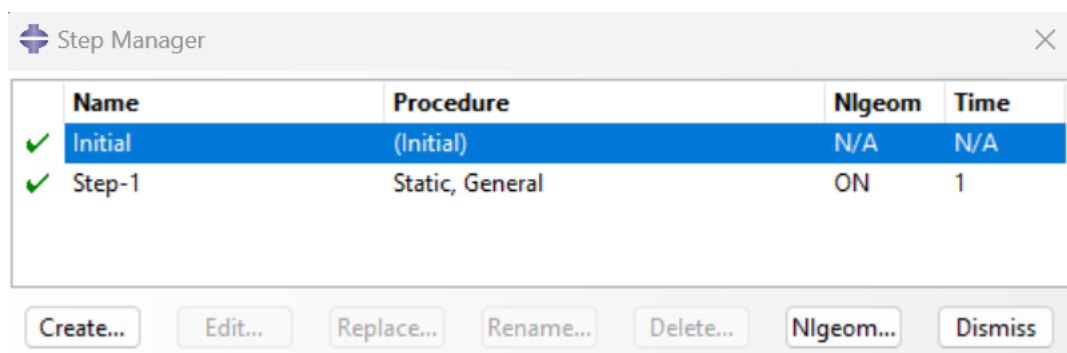 Step Manager
Name Procedure Nlgeom Time
Initial (Initial) N/A N/A
Step-1 Static, General ON 1
Create... Edit... Replace... Rename... Delete... Nlgeom... Dismiss